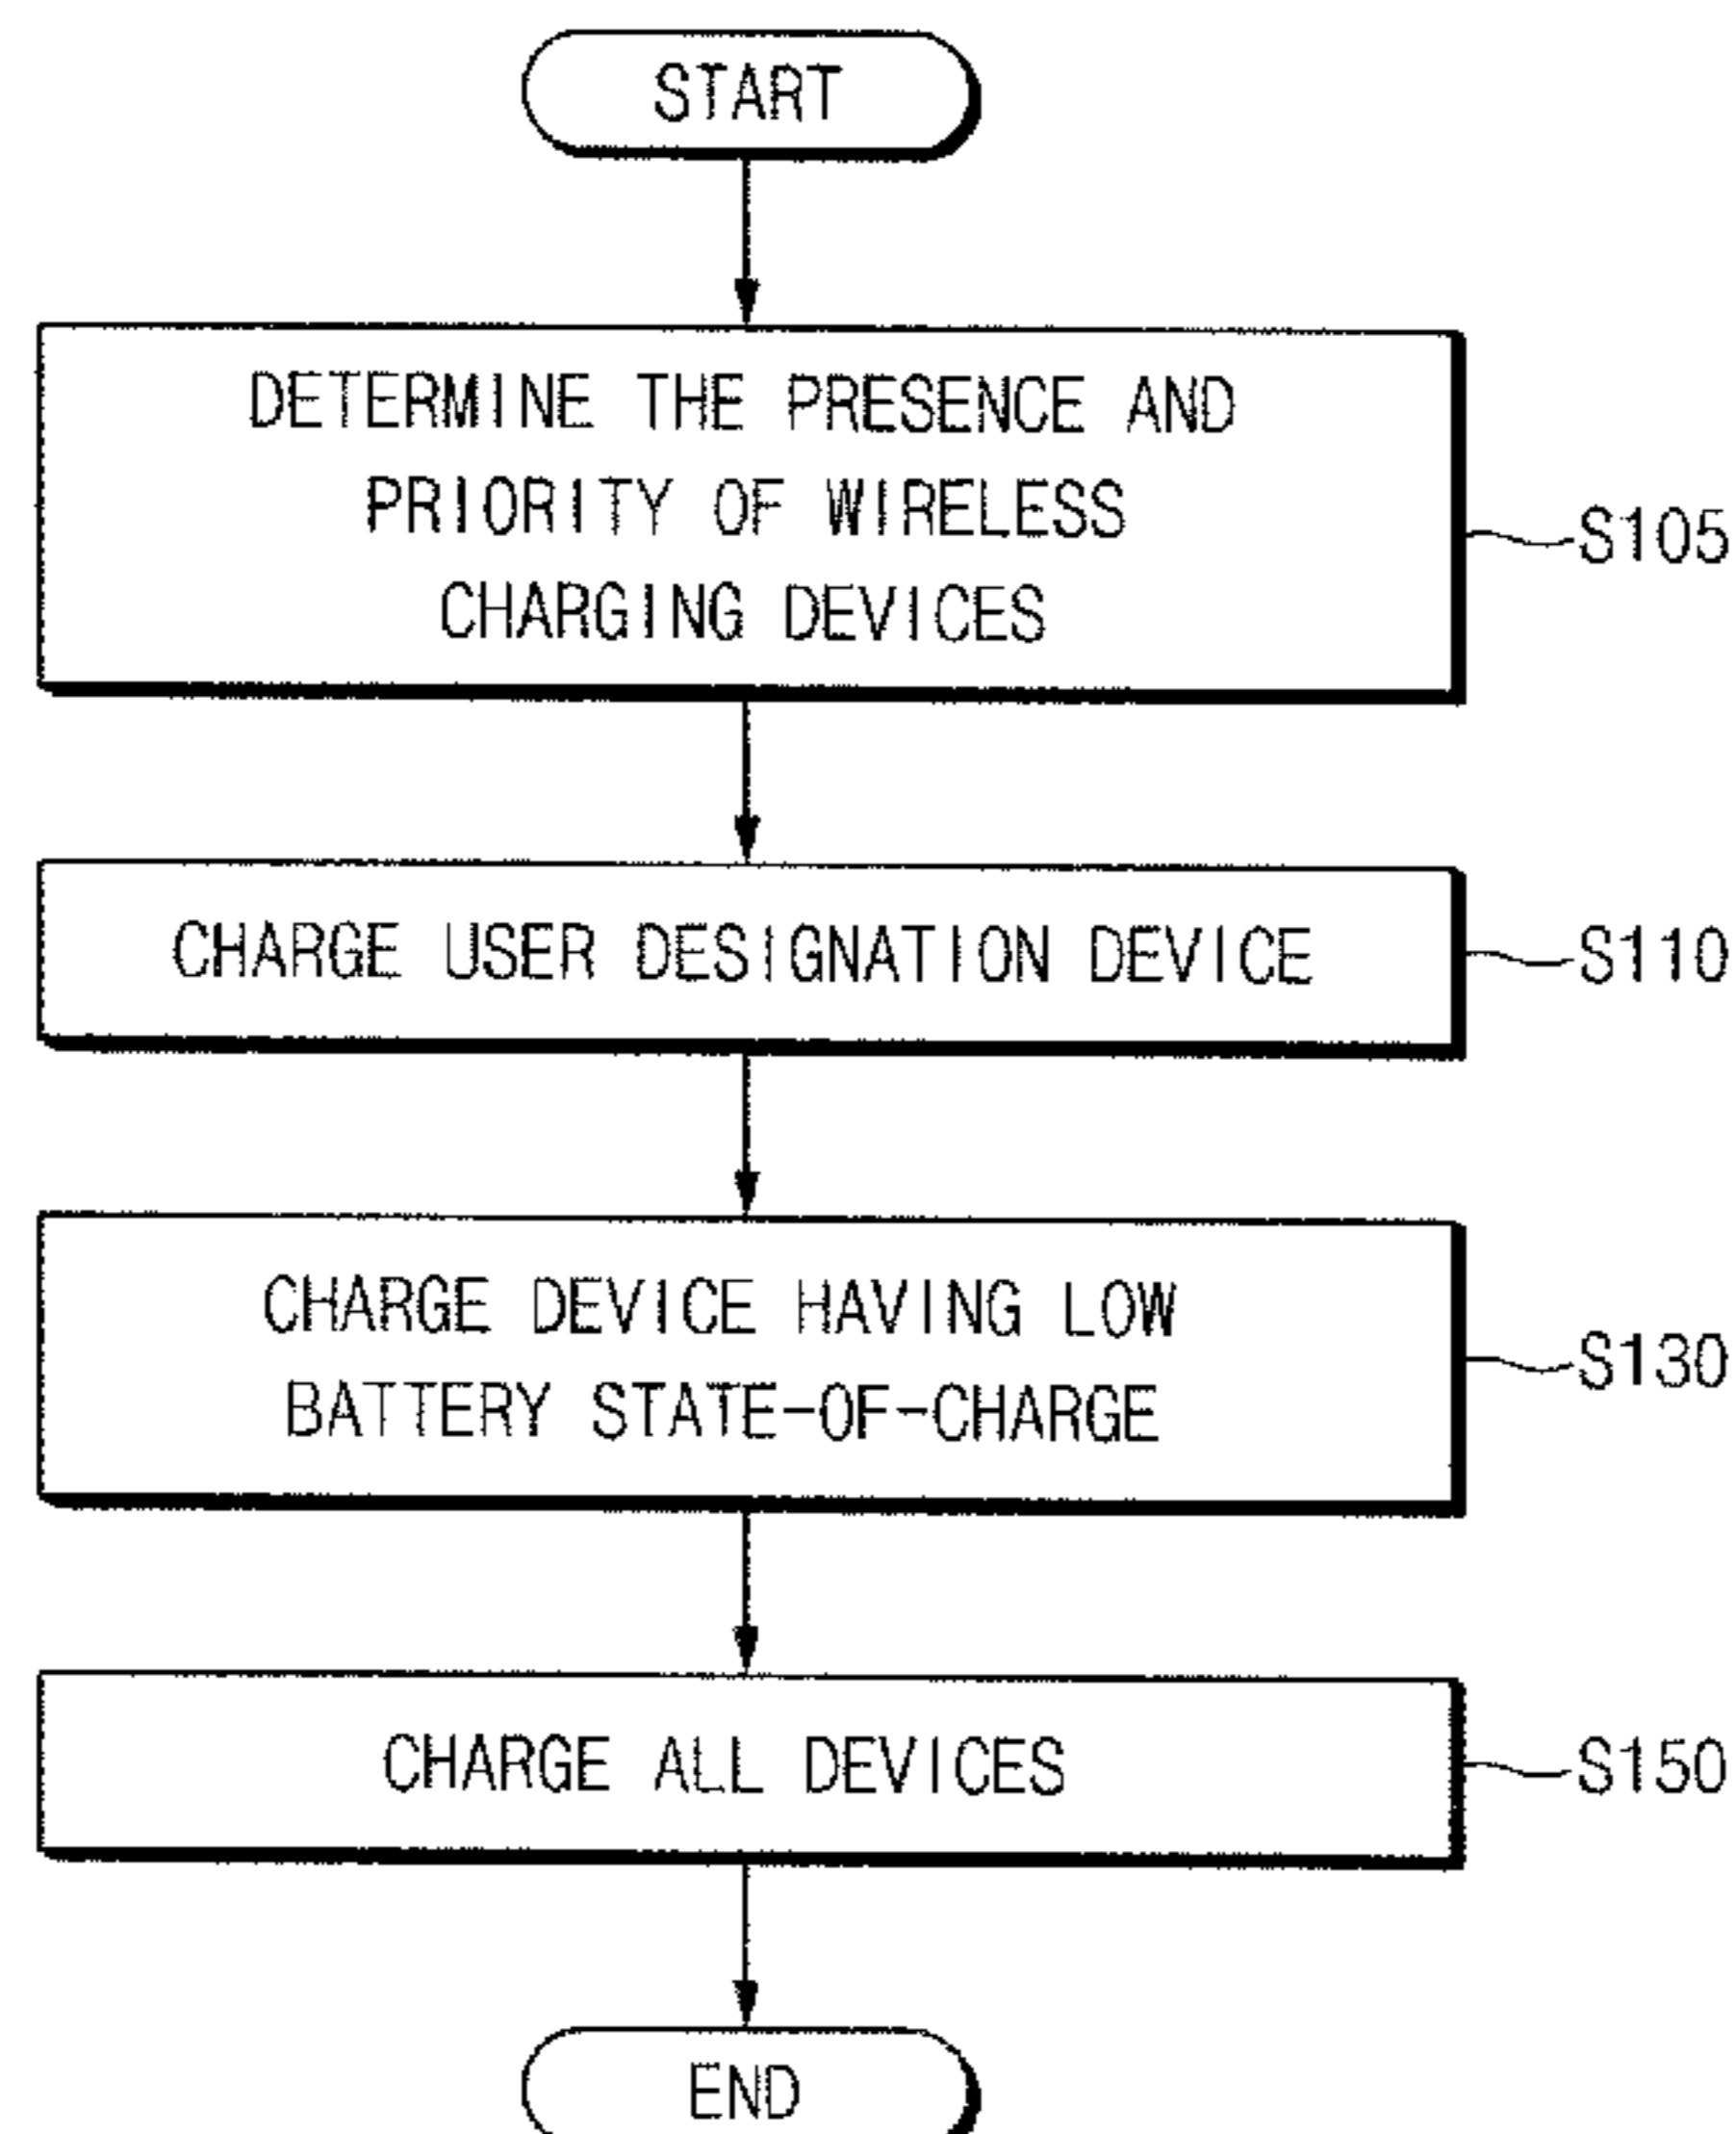 START
DETERMINE THE PRESENCE AND
PRIORITY OF WIRELESS
CHARGING DEVICES
S105
CHARGE USER DESIGNATION DEVICE
S110
CHARGE DEVICE HAVING LOW
BATTERY STATE-OF-CHARGE
S130
CHARGE ALL DEVICES
S150
END